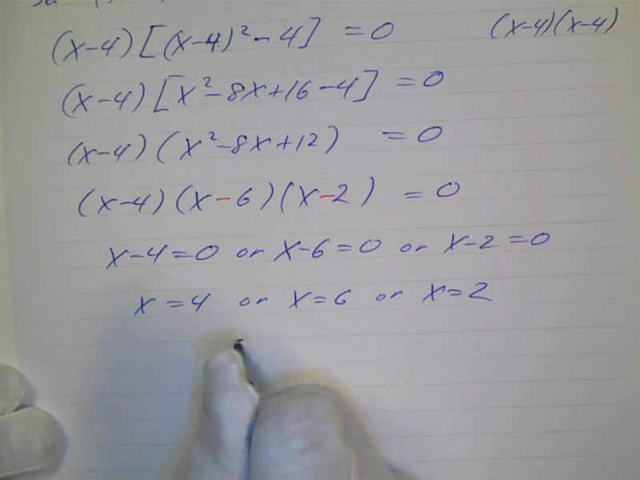 (x-4)[(x-4)²-4] =0 (x-4)(x-4)
(x-4)[x²-8x+16-4] =0
(x-4)(x²-8x+12) =0
(x-4)(x-6)(x-2) =0
x-4=0 or x-6=0 or x-2=0
x=4 or x=6 or x=2